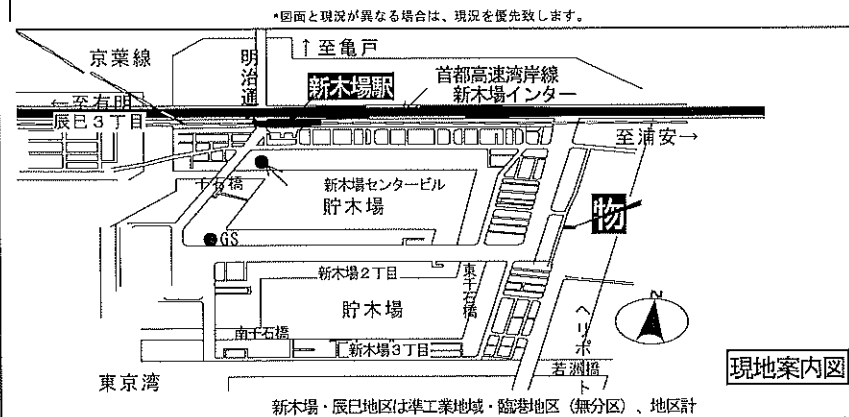 *図面と現況が異なる場合は、現況を優先致します。
京葉線
明治通
↑至亀戸
新木場駅
首都高速湾岸線
新木場インター
←至有明
辰巳3丁目
至浦安→
千石橋
新木場センタービル
貯木場
物
GS
新木場2丁目
東千石橋
貯木場
ヘリポート
N
南千石橋
新木場3丁目
若洲橋
東京湾
現地案内図
新木場・辰巳地区は準工業地域・臨港地区（無分区）、地区計